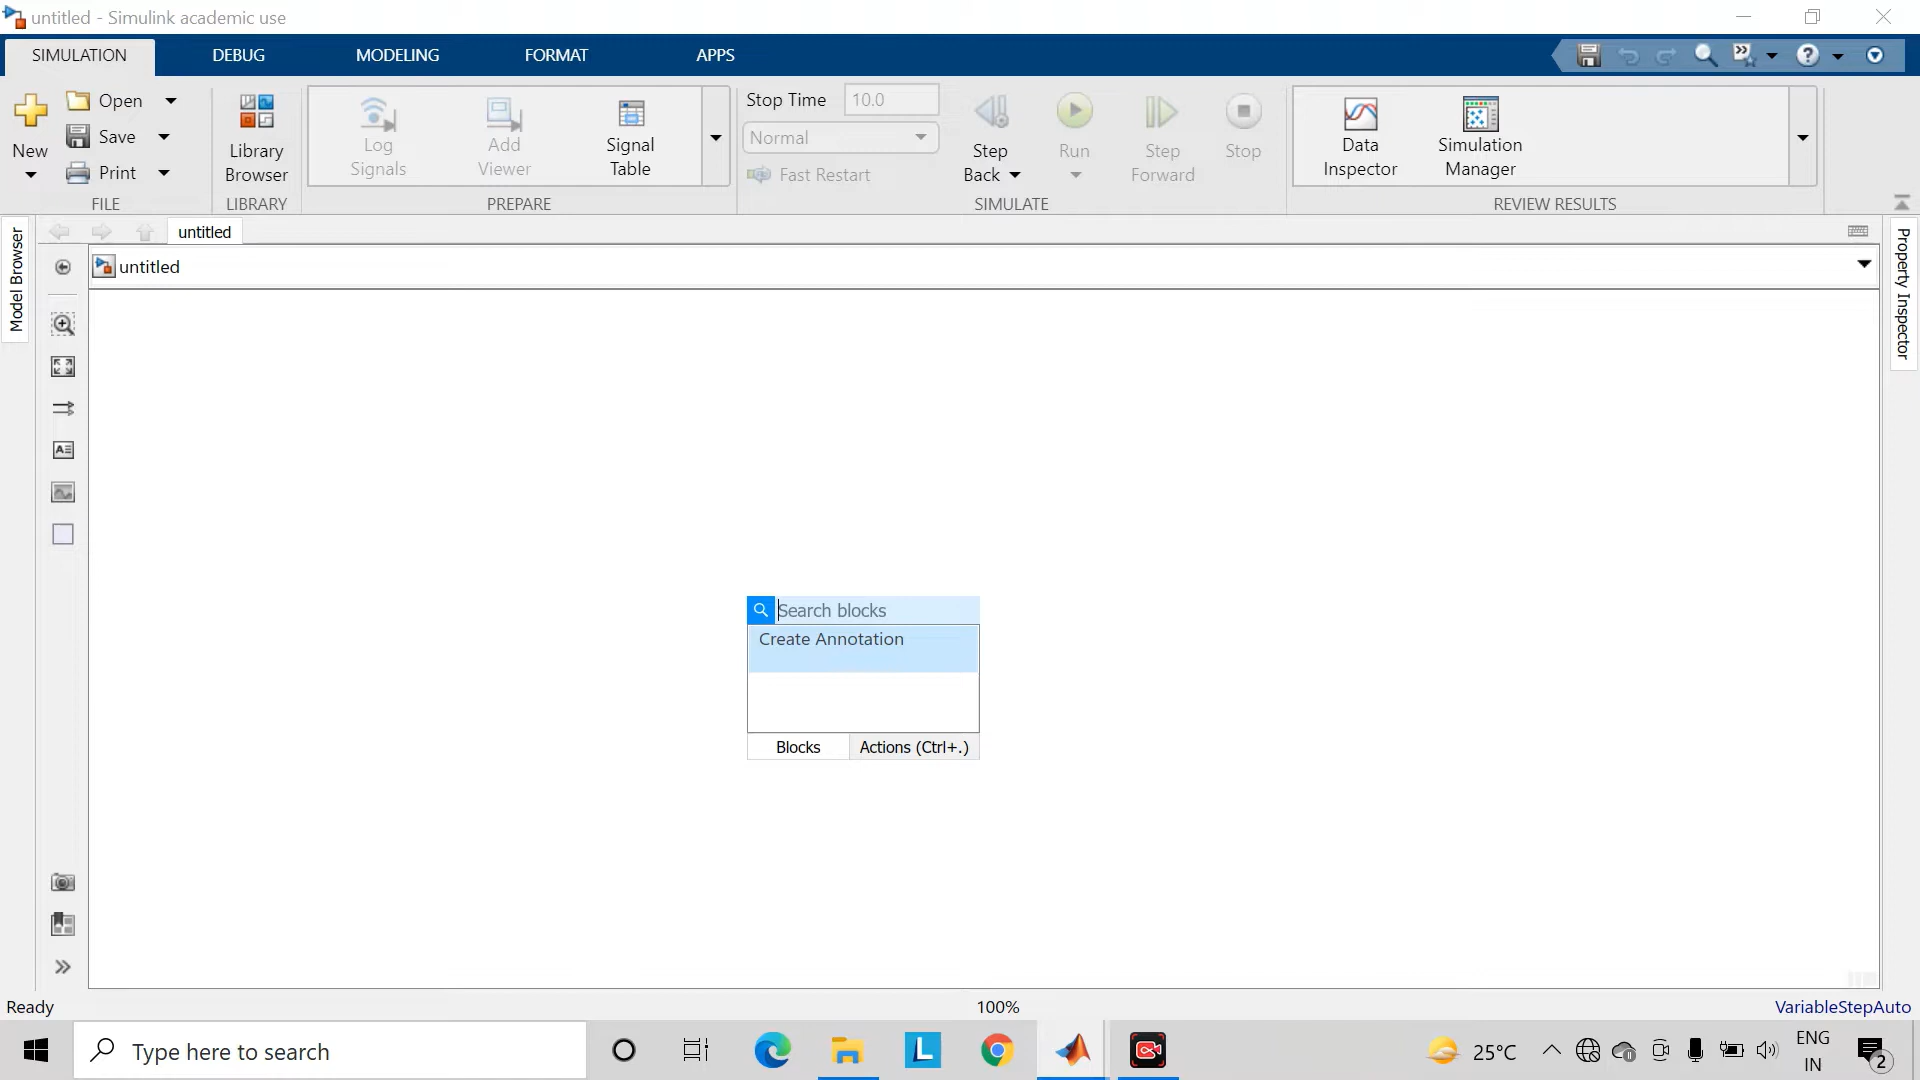 untitled - Simulink academic use
SIMULATION DEBUG MODELING FORMAT APPS
New
Open
Save
Print
FILE
Library
Browser
LIBRARY
Log
Signals
Add
Viewer
Signal
Table
PREPARE
Stop Time 10.0
Normal
Fast Restart
Step
Back
Run
Step
Forward
Stop
SIMULATE
Data
Inspector
Simulation
Manager
REVIEW RESULTS
Model Browser
untitled
untitled
Property Inspector
Search blocks
Create Annotation
Blocks Actions (Ctrl+.)
Ready 100% VariableStepAuto
Type here to search
25°C
ENG
IN
2